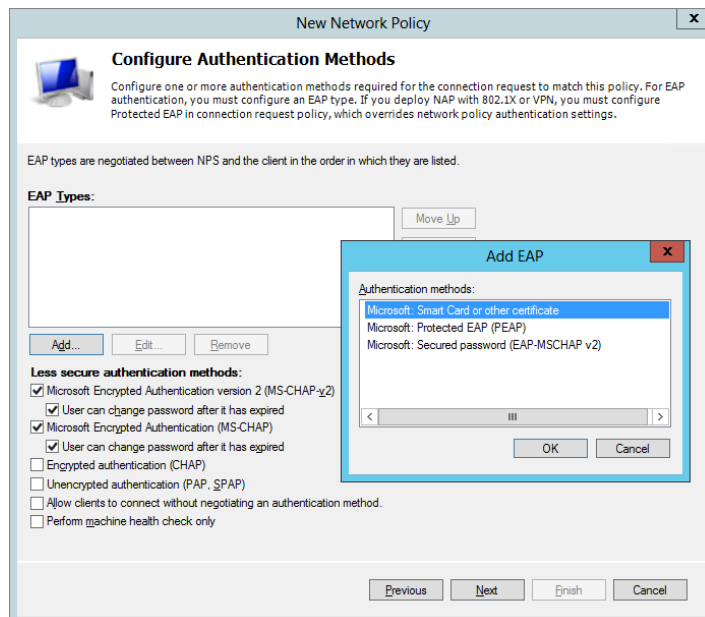 New Network Policy
x
Configure Authentication Methods
Configure one or more authentication methods required for the connection request to match this policy. For EAP
authentication, you must configure an EAP type. If you deploy NAP with 802.1X or VPN, you must configure
Protected EAP in connection request policy, which overrides network policy authentication settings.
EAP types are negotiated between NPS and the client in the order in which they are listed.
EAP Types:
Move Up
Add EAP
x
Authentication methods:
Microsoft: Smart Card or other certificate
Microsoft: Protected EAP (PEAP)
Microsoft: Secured password (EAP-MSCHAP v2)
OK
Cancel
Add...
Edit...
Remove
Less secure authentication methods:
Microsoft Encrypted Authentication version 2 (MS-CHAP-v2)
User can change password after it has expired
Microsoft Encrypted Authentication (MS-CHAP)
User can change password after it has expired
Encrypted authentication (CHAP)
Unencrypted authentication (PAP, SPAP)
Allow clients to connect without negotiating an authentication method.
Perform machine health check only
Previous
Next
Finish
Cancel